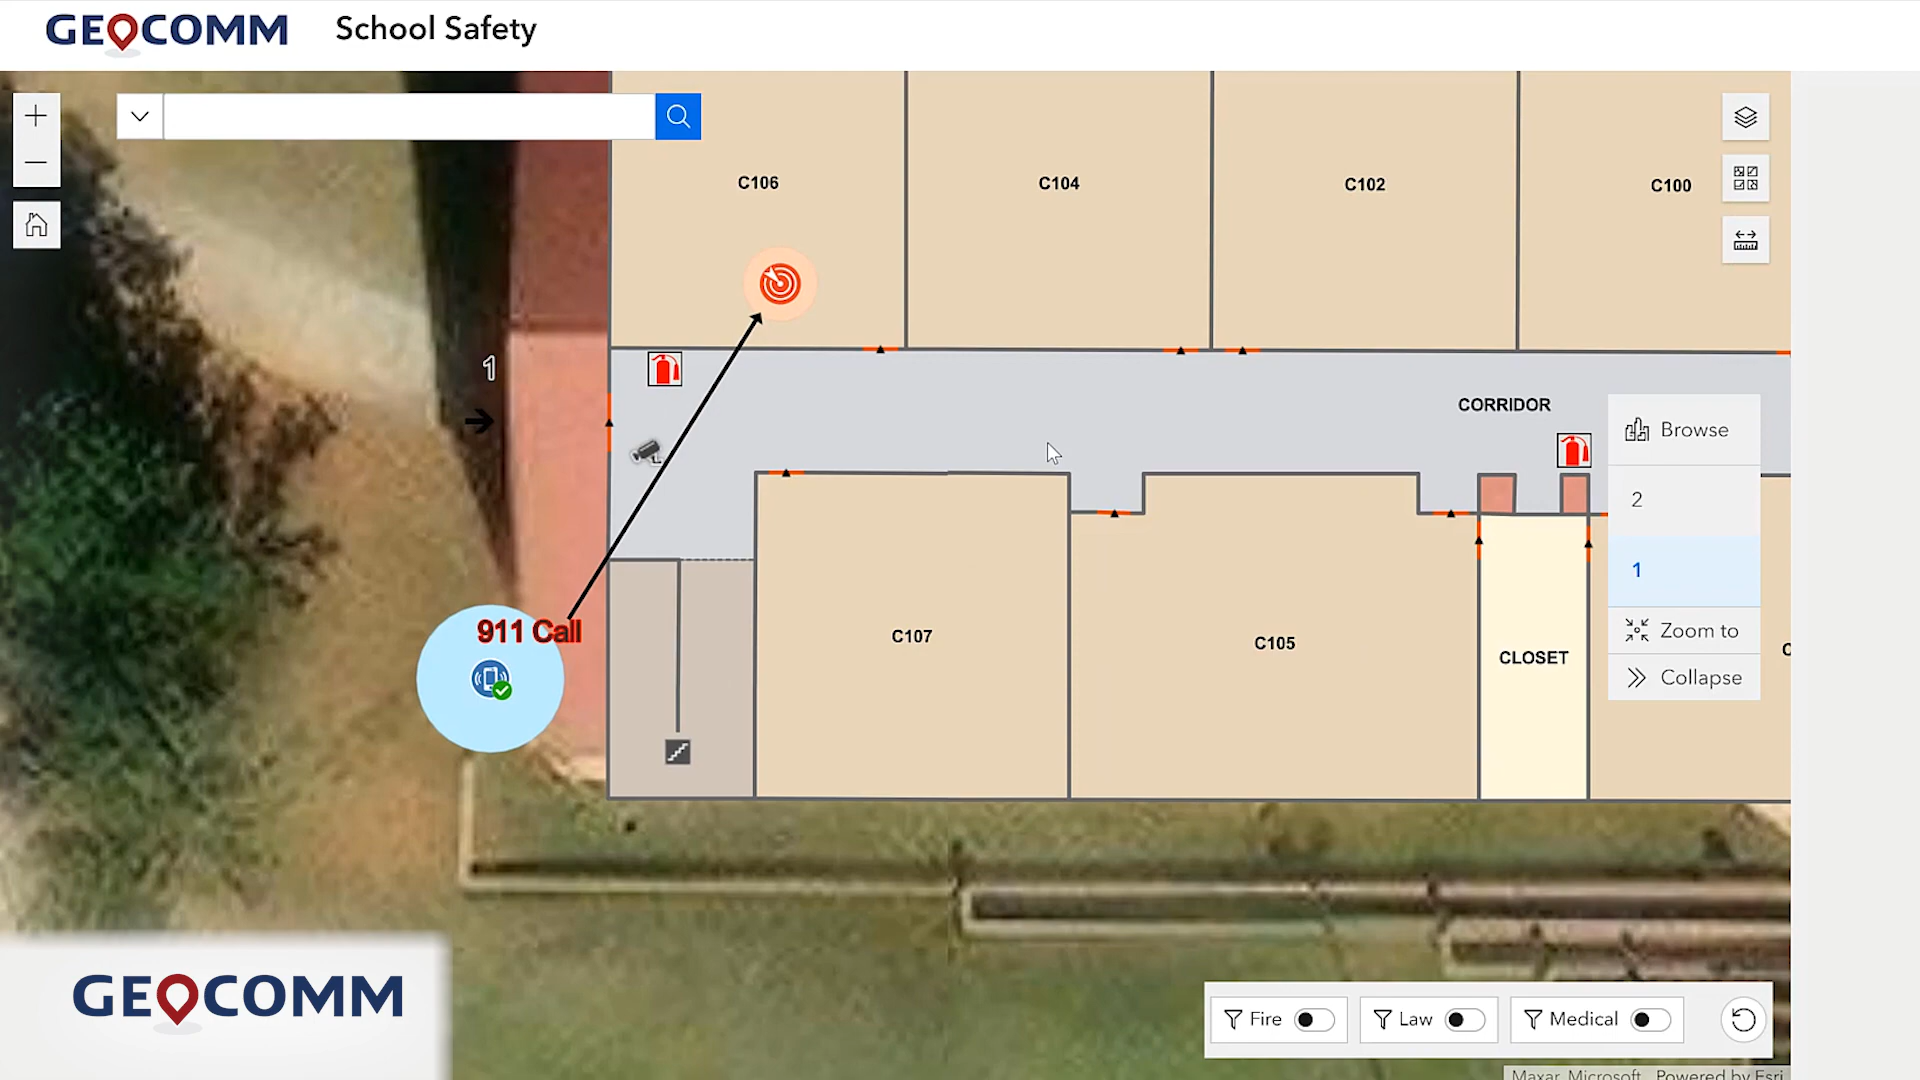 GEOCOMM School Safety
C106
C104
C102
C100
1
CORRIDOR
Browse
2
1
Zoom to
Collapse
911 Call
C107
C105
CLOSET
C
GEOCOMM
Fire
Law
Medical
Maxar, Microsoft Powered by Esri